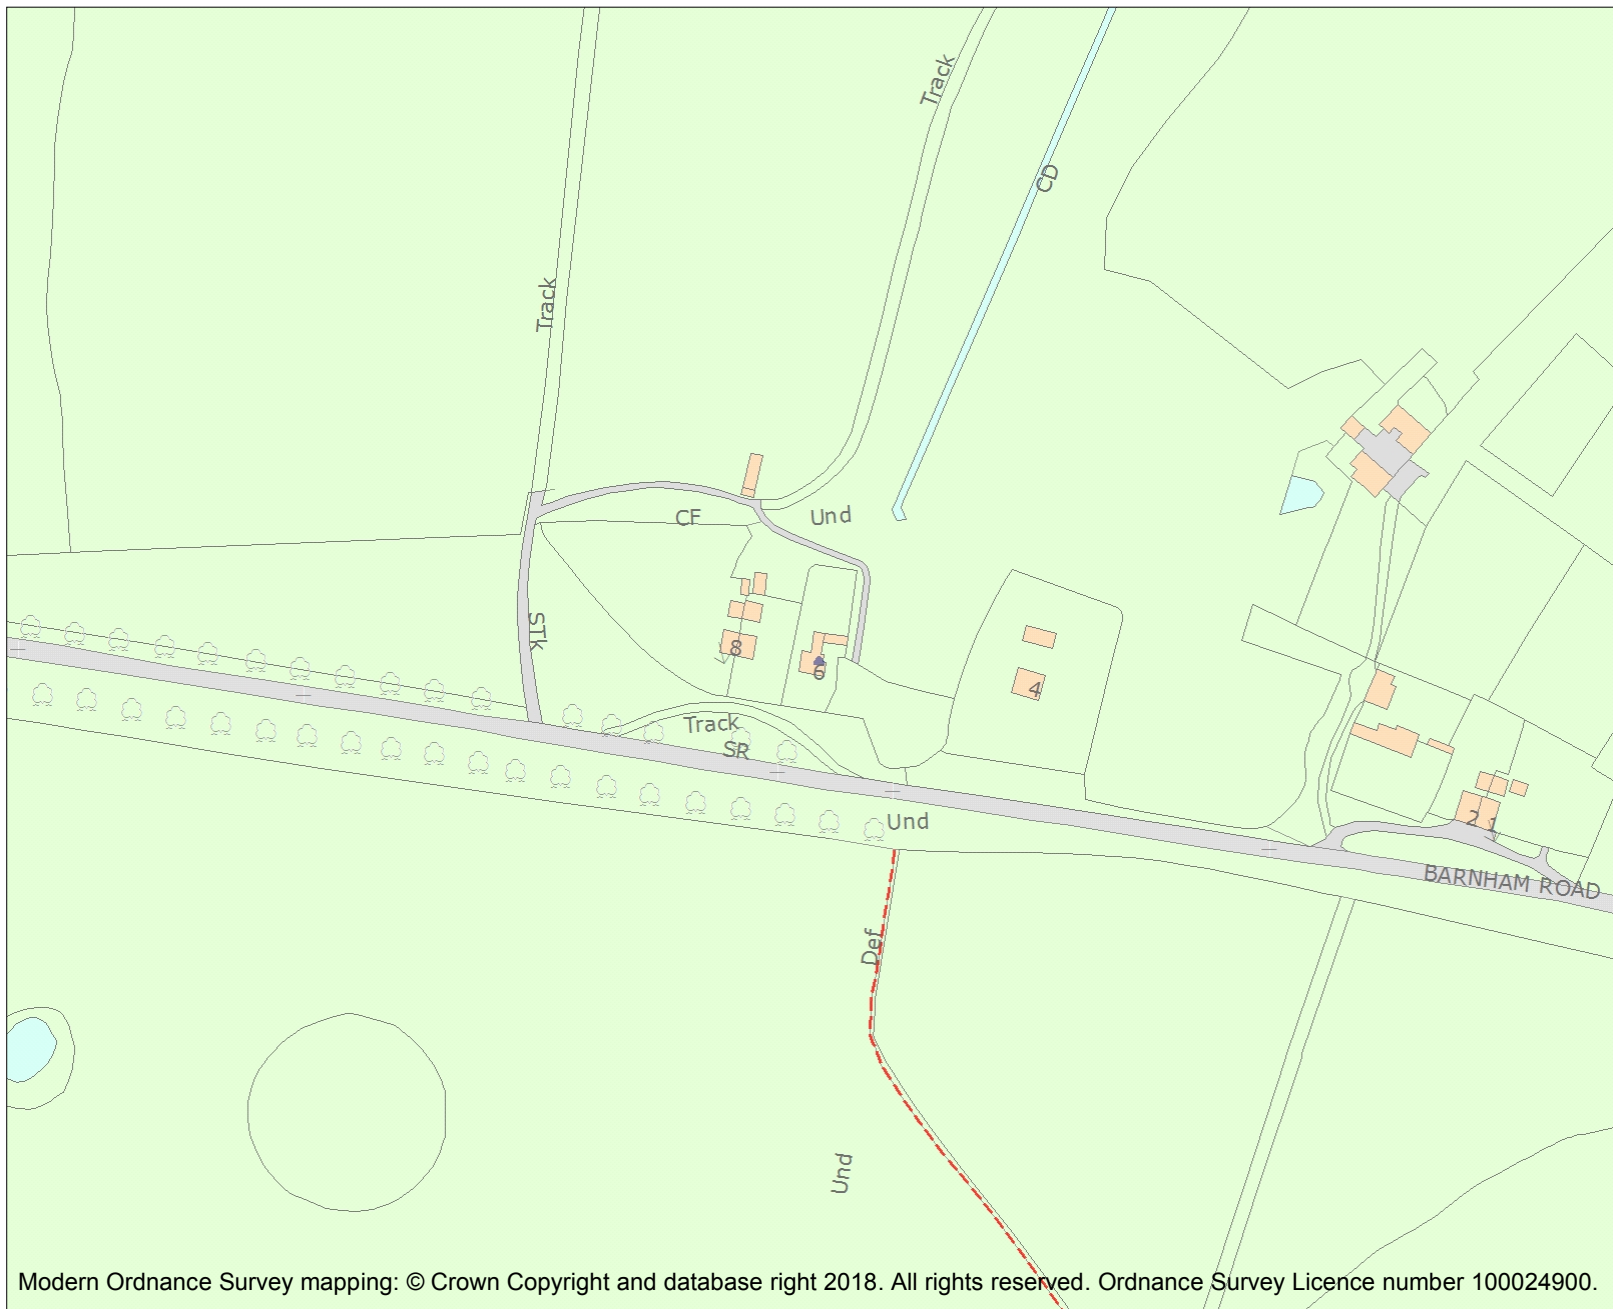 Track
CD
Track
CF
Und
STk
8
6
4
Track
SR
Und
2 1
BARNHAM ROAD
Def
Und
Modern Ordnance Survey mapping: © Crown Copyright and database right 2018. All rights reserved. Ordnance Survey Licence number 100024900.